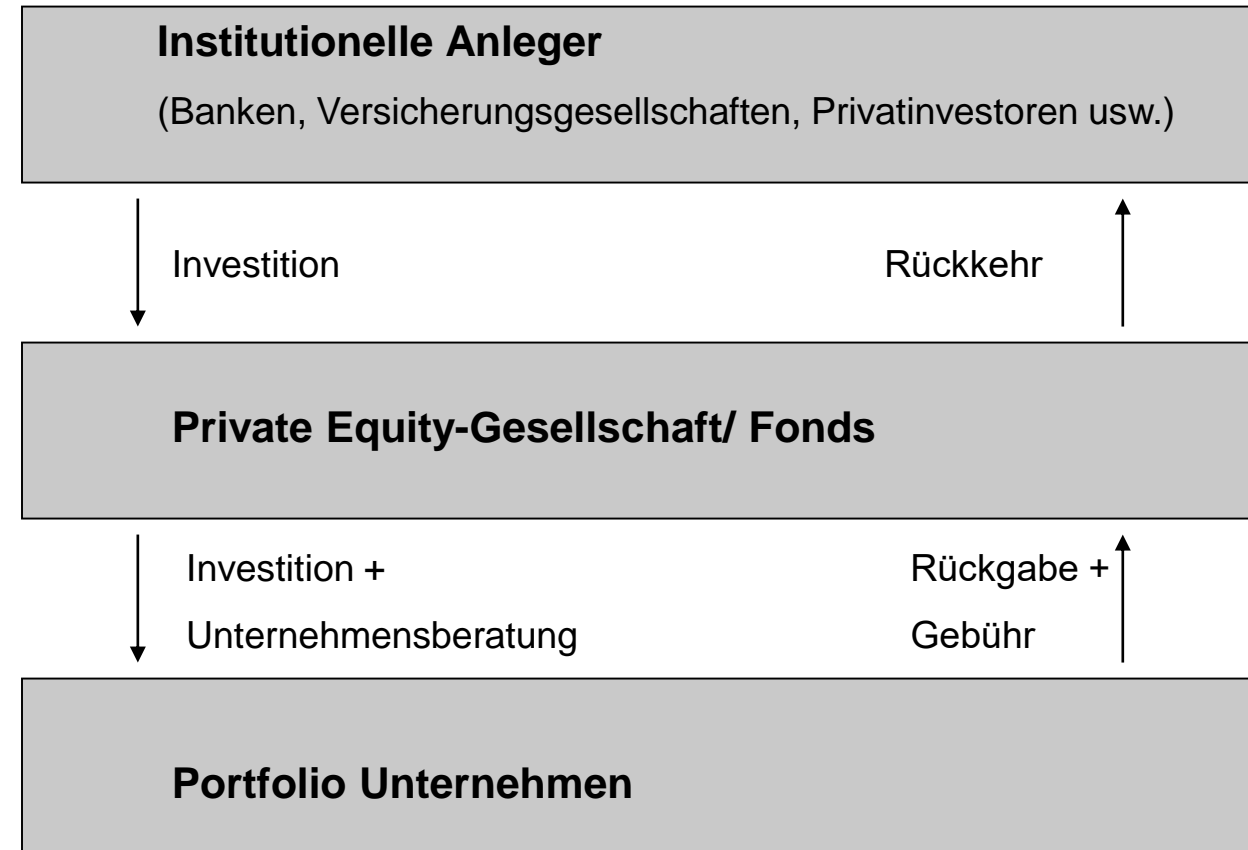 Institutionelle Anleger
(Banken, Versicherungsgesellschaften, Privatinvestoren usw.)
Investition
Rückkehr
Private Equity-Gesellschaft/ Fonds
Investition +
Unternehmensberatung
Rückgabe +
Gebühr
Portfolio Unternehmen